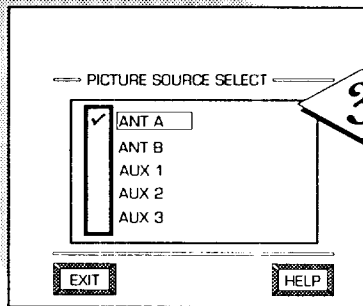 PICTURE SOURCE SELECT
✓ ANT A
ANT B
AUX 1
AUX 2
AUX 3
EXIT HELP